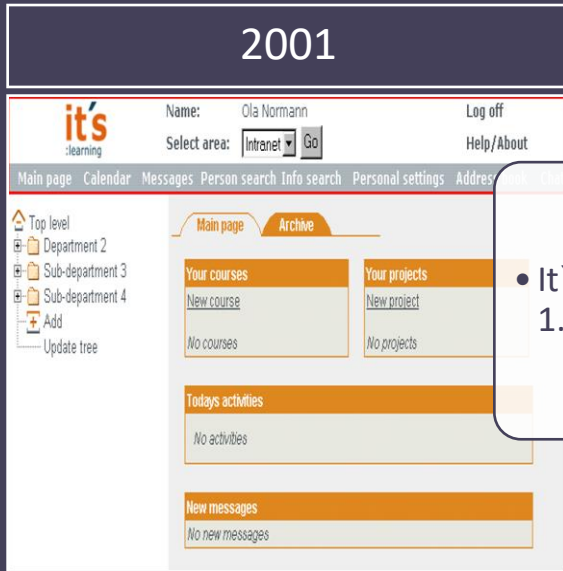 2001
it's
:learning
Name: Ola Normann
Log off
Select area: Intranet Go
Help/About
Main page Calendar Messages Person search Info search Personal settings Address
Top level
Department 2
Sub-department 3
Sub-department 4
Add
Update tree
Main page Archive
Your courses
New course
No courses
Your projects
New project
No projects
Todays activities
No activities
New messages
No new messages
• It`
1.